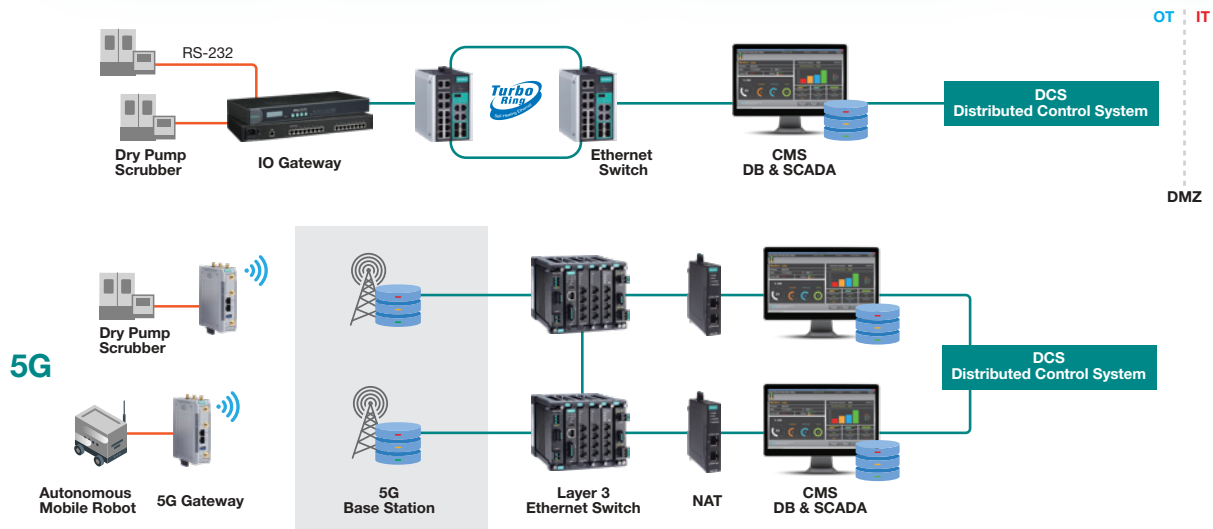 OT IT
RS-232
Turbo
Ring
Dry Pump
Scrubber
IO Gateway
Ethernet
Switch
CMS
DB & SCADA
DCS
Distributed Control System
DMZ
5G
Dry Pump
Scrubber
DCS
Distributed Control System
Autonomous
Mobile Robot
5G Gateway
5G
Base Station
Layer 3
Ethernet Switch
NAT
CMS
DB & SCADA